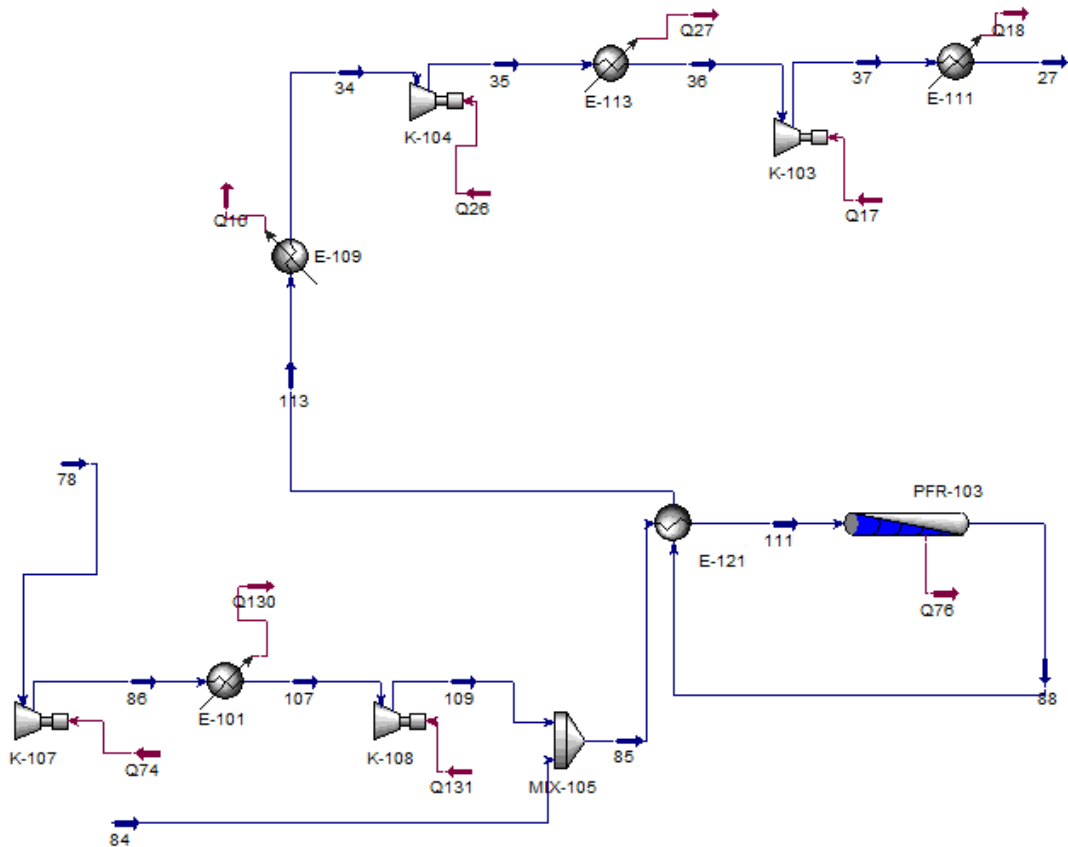 Q27
Q18
34
35
36
37
27
E-113
E-111
K-104
K-103
Q26
Q17
Q16
E-109
113
78
PFR-103
111
E-121
Q130
Q76
86
107
109
88
E-101
85
K-107
K-108
Q74
Q131
MIX-105
84